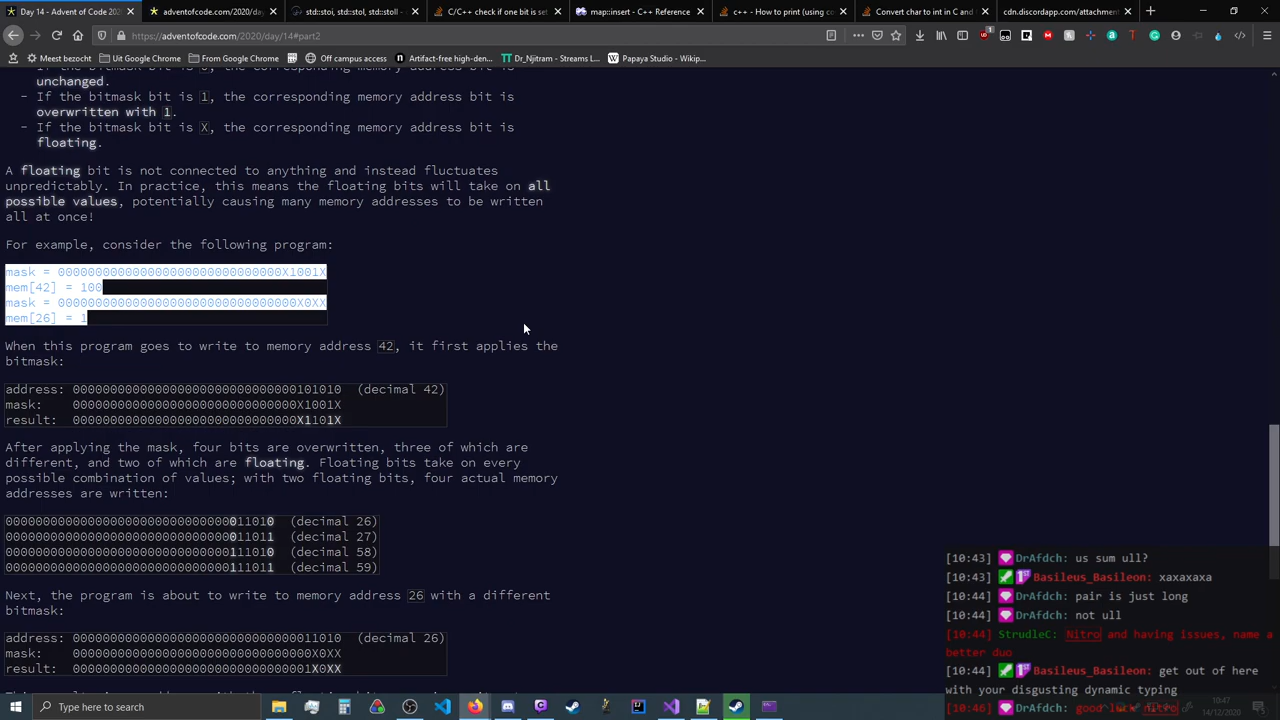 Day 14 - Advent of Code 20
adventofcode.com/2020/day/
std::stoi, std::stol, std::stoll -
C/C++ check if one bit is set
map::insert - C++ Reference
c++ - How to print (using co
Convert char to int in C and
cdn.discordapp.com/attachment
https://adventofcode.com/2020/day/14#part2
Meest bezocht
Uit Google Chrome
From Google Chrome
Off campus access
Artifact-free high-den...
Dr_Njitram - Streams L...
Papaya Studio - Wikip...
unchanged.
- If the bitmask bit is 1, the corresponding memory address bit is
overwritten with 1.
- If the bitmask bit is X, the corresponding memory address bit is
floating.
A floating bit is not connected to anything and instead fluctuates
unpredictably. In practice, this means the floating bits will take on all
possible values, potentially causing many memory addresses to be written
all at once!
For example, consider the following program:
mask = 000000000000000000000000000000X1001X
mem[42] = 100
mask = 00000000000000000000000000000000X0XX
mem[26] = 1
When this program goes to write to memory address 42, it first applies the
bitmask:
address: 000000000000000000000000000000101010 (decimal 42)
mask: 000000000000000000000000000000X1001X
result: 000000000000000000000000000000X1101X
After applying the mask, four bits are overwritten, three of which are
different, and two of which are floating. Floating bits take on every
possible combination of values; with two floating bits, four actual memory
addresses are written:
000000000000000000000000000000011010 (decimal 26)
000000000000000000000000000000011011 (decimal 27)
000000000000000000000000000000111010 (decimal 58)
000000000000000000000000000000111011 (decimal 59)
Next, the program is about to write to memory address 26 with a different
bitmask:
address: 000000000000000000000000000000011010 (decimal 26)
mask: 00000000000000000000000000000000X0XX
result: 00000000000000000000000000000001X0XX
[10:43] DrAfdch: us sum ull?
[10:43] Basileus_Basileon: xaxaxaxa
[10:44] DrAfdch: pair is just long
[10:44] DrAfdch: not ull
[10:44] StrudleC: Nitro and having issues, name a
better duo
[10:44] Basileus_Basileon: get out of here
with your disgusting dynamic typing
[10:46] DrAfdch: good luck nitro
Type here to search
10:47
14/12/2020